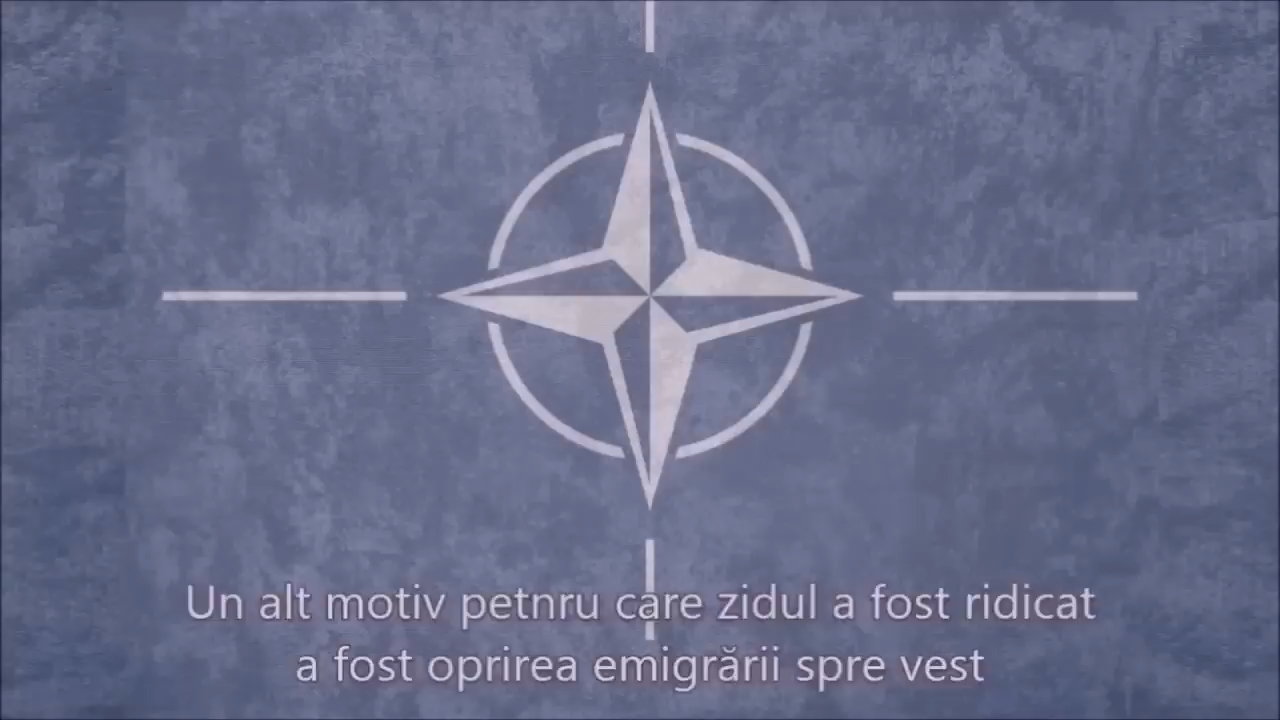 Un alt motiv petnru care zidul a fost ridicat
a fost oprirea emigrării spre vest